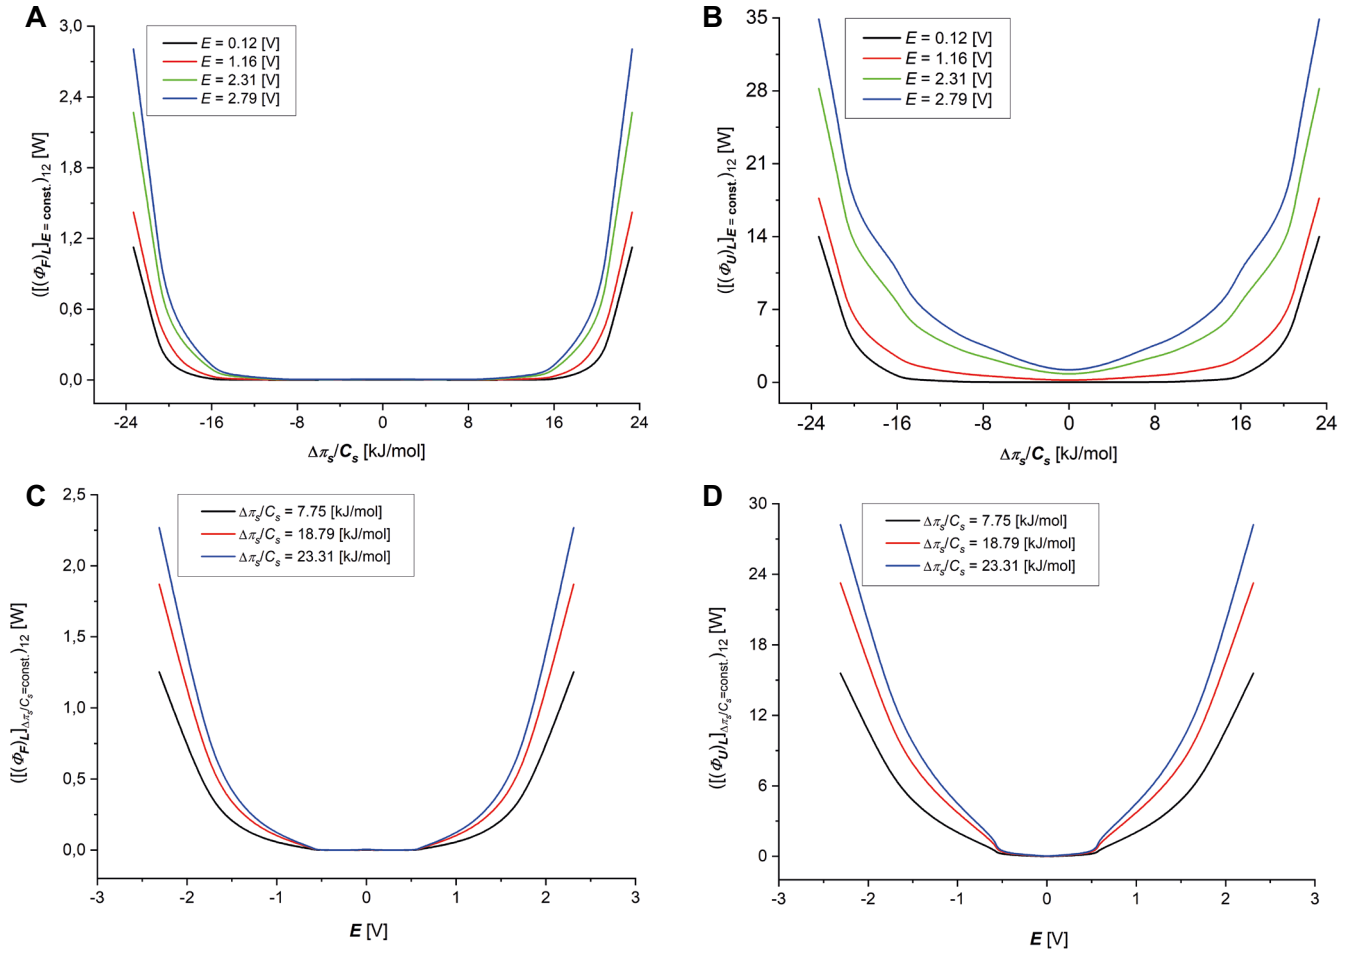 A
3,0
2,4
1,8
1,2
0,6
0,0
([(Φ_F)_L]_{E = const.})_12 [W]
E = 0.12 [V]
E = 1.16 [V]
E = 2.31 [V]
E = 2.79 [V]
-24 -16 -8 0 8 16 24
Δπ_s/C_s [kJ/mol]
B
35
28
21
14
7
0
([(Φ_U)_L]_{E = const.})_12 [W]
E = 0.12 [V]
E = 1.16 [V]
E = 2.31 [V]
E = 2.79 [V]
-24 -16 -8 0 8 16 24
Δπ_s/C_s [kJ/mol]
C
2,5
2,0
1,5
1,0
0,5
0,0
([(Φ_F)_L]_{Δπ_s/C_s=const.})_12 [W]
Δπ_s/C_s = 7.75 [kJ/mol]
Δπ_s/C_s = 18.79 [kJ/mol]
Δπ_s/C_s = 23.31 [kJ/mol]
-3 -2 -1 0 1 2 3
E [V]
D
30
24
18
12
6
0
([(Φ_U)_L]_{Δπ_s/C_s=const.})_12 [W]
Δπ_s/C_s = 7.75 [kJ/mol]
Δπ_s/C_s = 18.79 [kJ/mol]
Δπ_s/C_s = 23.31 [kJ/mol]
-3 -2 -1 0 1 2 3
E [V]